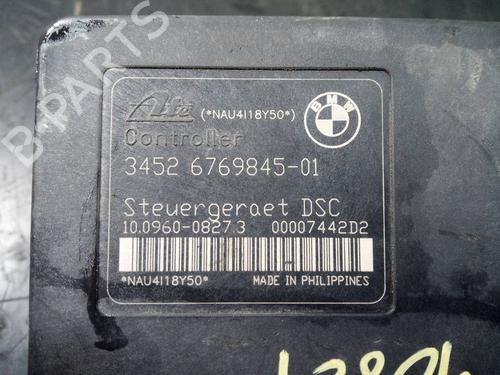 B-PARTS
Ate
(*NAU4I18Y50*)
BMW
Controller
3452 6769845-01
Steuergeraet DSC
10.0960-0827.3 00007442D2
*NAU4I18Y50*
MADE IN PHILIPPINES